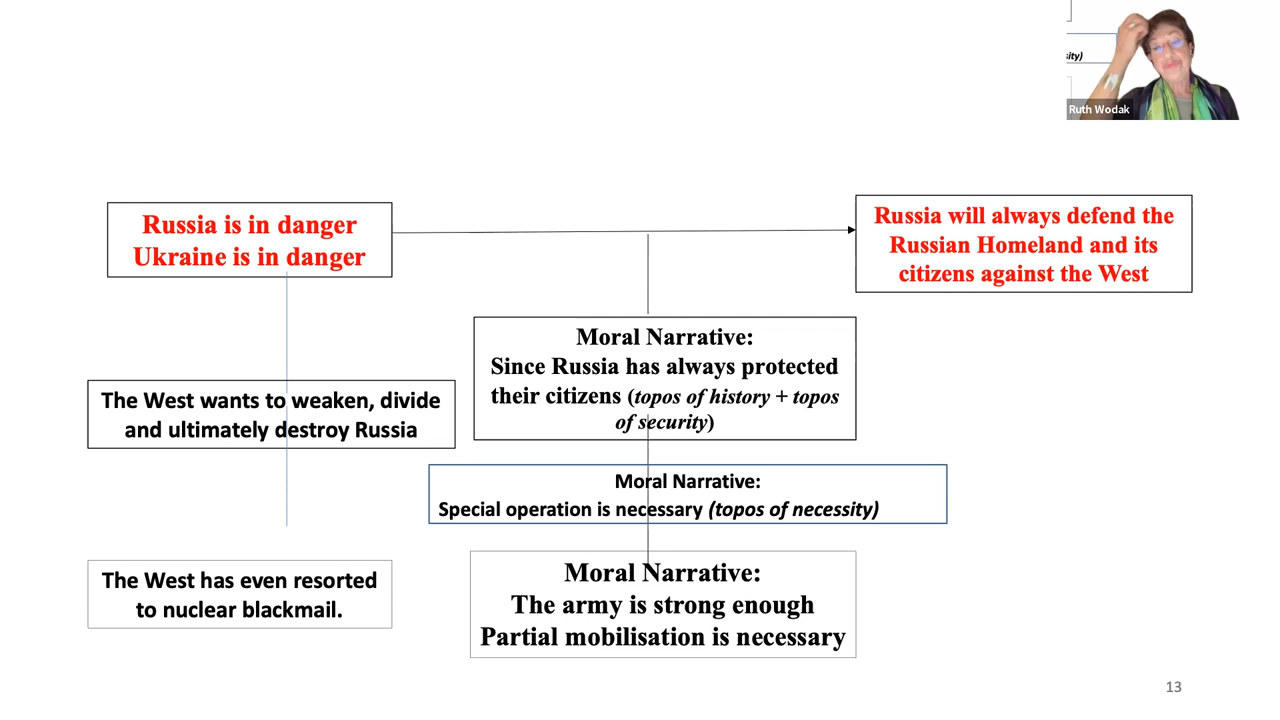 sity)
Ruth Wodak
Russia is in danger
Ukraine is in danger
Russia will always defend the
Russian Homeland and its
citizens against the West
Moral Narrative:
Since Russia has always protected
their citizens (topos of history + topos
of security)
The West wants to weaken, divide
and ultimately destroy Russia
Moral Narrative:
Special operation is necessary (topos of necessity)
The West has even resorted
to nuclear blackmail.
Moral Narrative:
The army is strong enough
Partial mobilisation is necessary
13